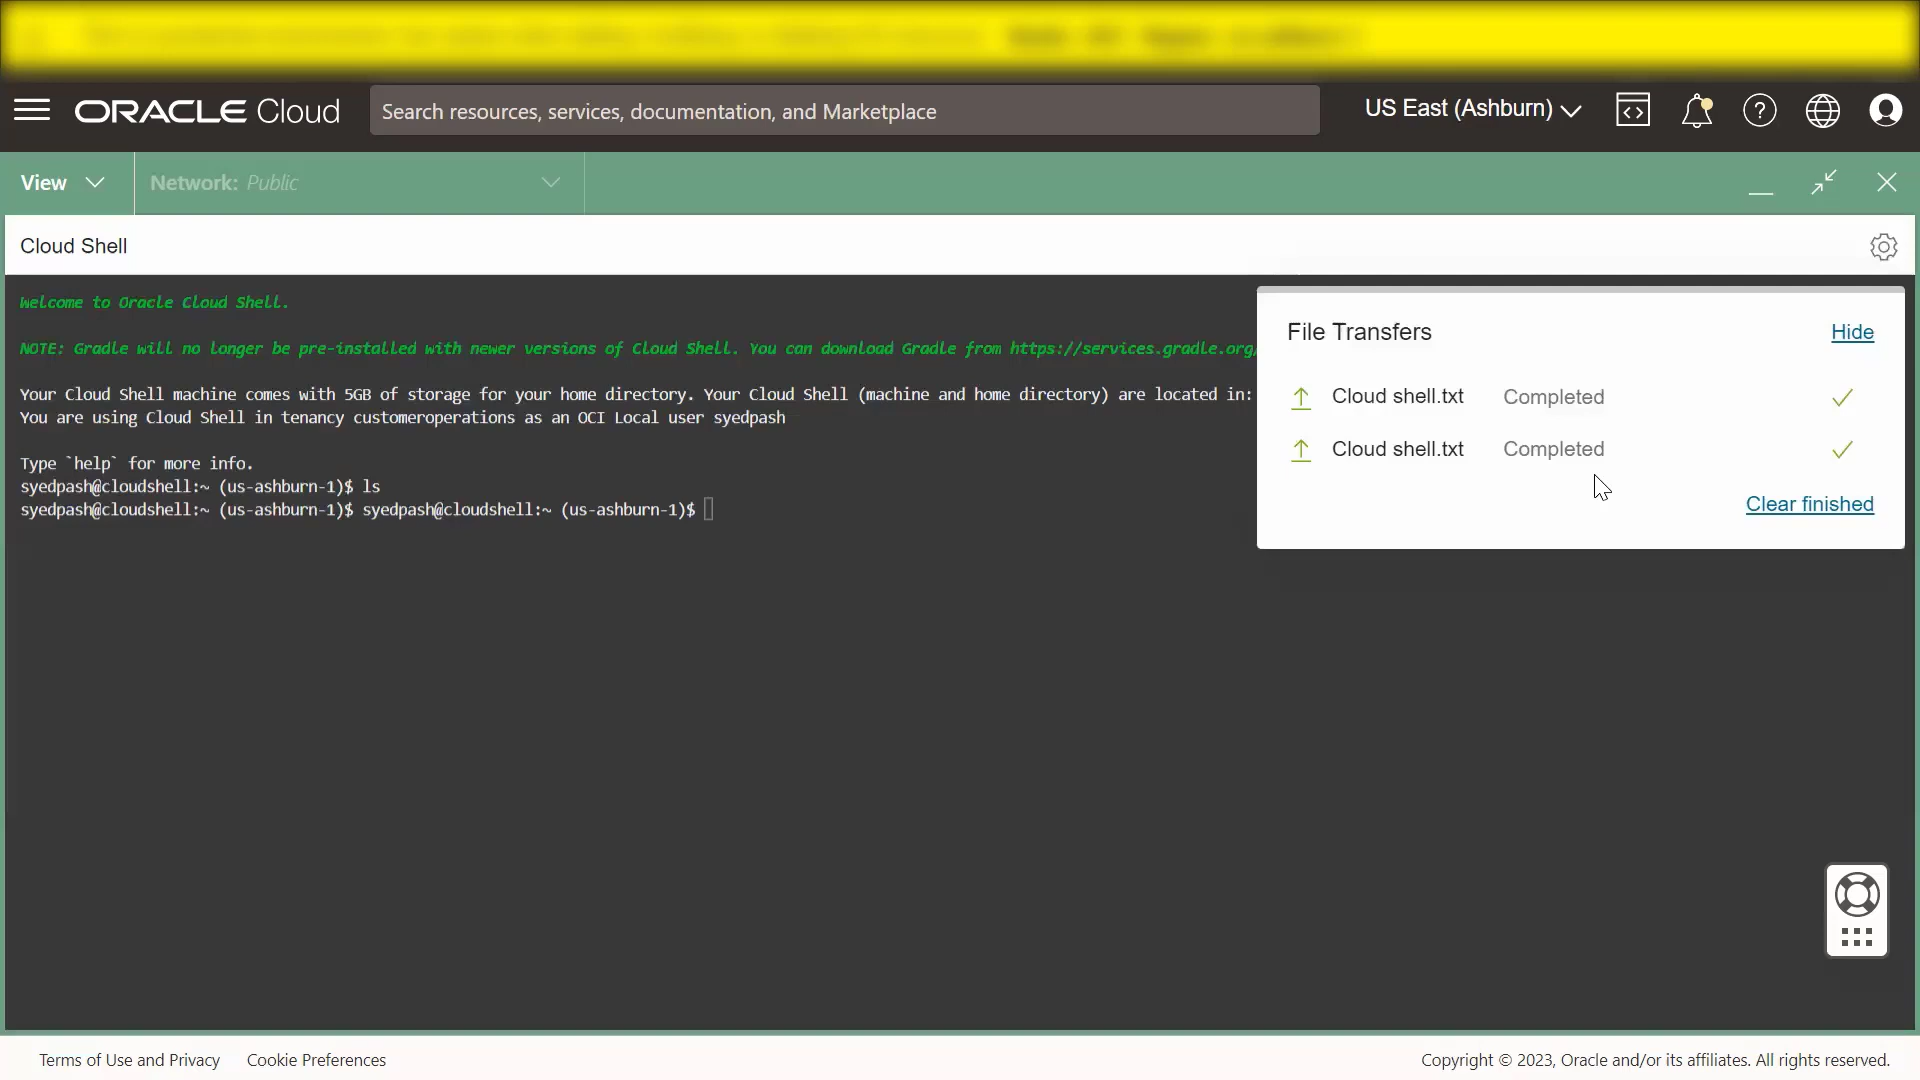 ORACLE Cloud
Search resources, services, documentation, and Marketplace
US East (Ashburn)
View
Network: Public
Cloud Shell
Welcome to Oracle Cloud Shell.
NOTE: Gradle will no longer be pre-installed with newer versions of Cloud Shell. You can download Gradle from https://services.gradle.org/
Your Cloud Shell machine comes with 5GB of storage for your home directory. Your Cloud Shell (machine and home directory) are located in:
You are using Cloud Shell in tenancy customeroperations as an OCI Local user syedpash
Type `help` for more info.
syedpash@cloudshell:~ (us-ashburn-1)$ ls
syedpash@cloudshell:~ (us-ashburn-1)$ syedpash@cloudshell:~ (us-ashburn-1)$
File Transfers
Hide
Cloud shell.txt Completed
Cloud shell.txt Completed
Clear finished
Terms of Use and Privacy
Cookie Preferences
Copyright © 2023, Oracle and/or its affiliates. All rights reserved.